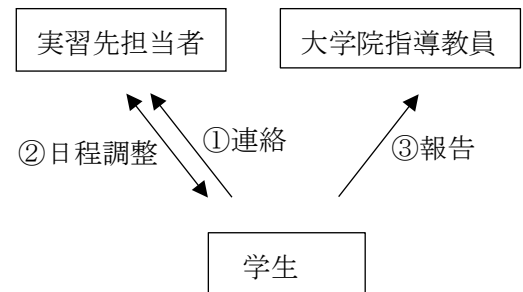 実習先担当者
大学院指導教員
①連絡
②日程調整
③報告
学生